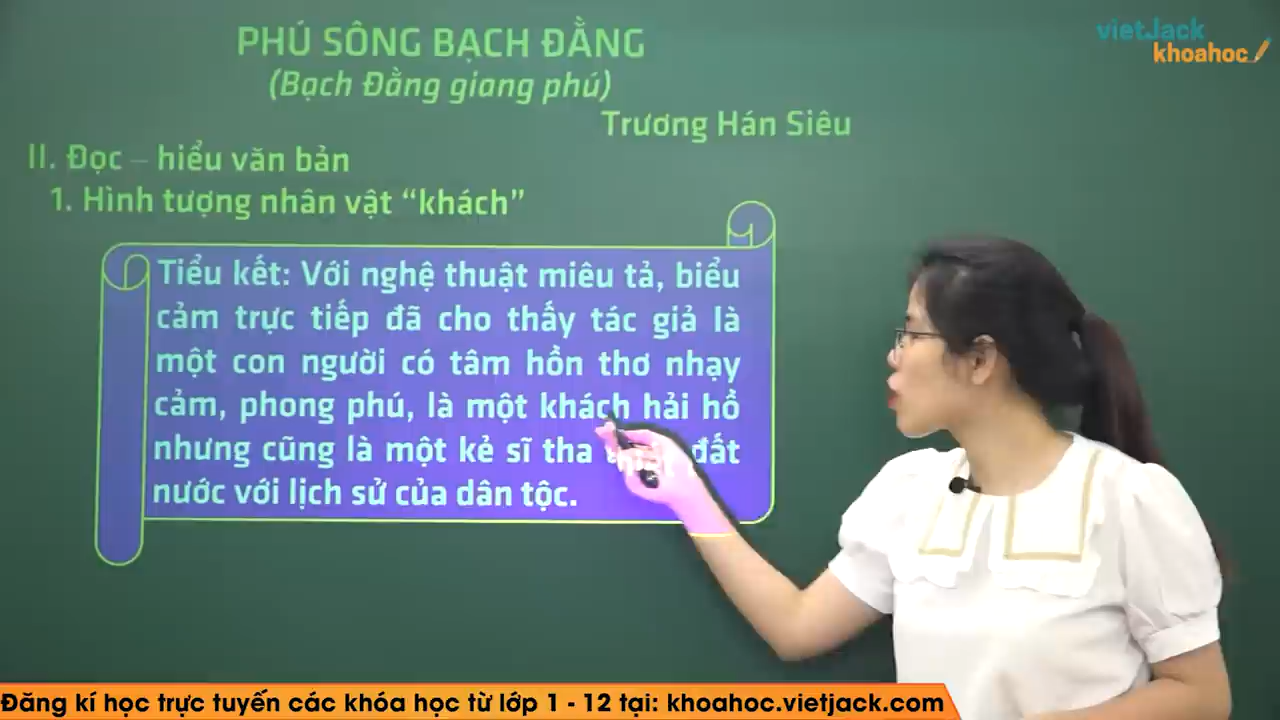 PHÚ SÔNG BẠCH ĐẰNG
(Bạch Đằng giang phú)
Trương Hán Siêu
II. Đọc – hiểu văn bản
1. Hình tượng nhân vật “khách”
Tiểu kết: Với nghệ thuật miêu tả, biểu
cảm trực tiếp đã cho thấy tác giả là
một con người có tâm hồn thơ nhạy
cảm, phong phú, là một khách hải hồ
nhưng cũng là một kẻ sĩ tha đất
nước với lịch sử của dân tộc.
vietJack
khoahoc
Đăng kí học trực tuyến các khóa học từ lớp 1 - 12 tại: khoahoc.vietjack.com